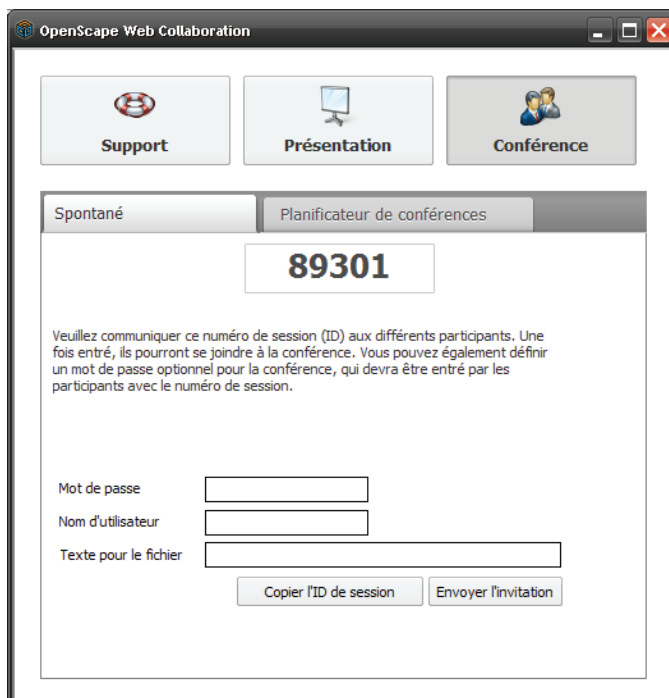 OpenScape Web Collaboration
Support
Présentation
Conférence
Spontané
Planificateur de conférences
89301
Veuillez communiquer ce numéro de session (ID) aux différents participants. Une
fois entré, ils pourront se joindre à la conférence. Vous pouvez également définir
un mot de passe optionnel pour la conférence, qui devra être entré par les
participants avec le numéro de session.
Mot de passe
Nom d'utilisateur
Texte pour le fichier
Copier l'ID de session
Envoyer l'invitation